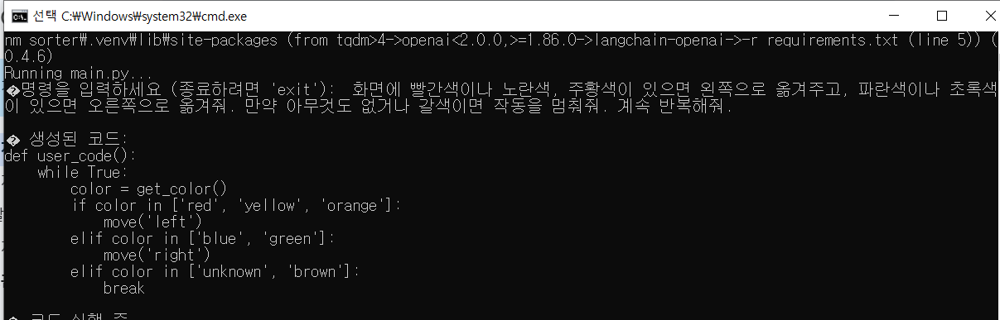 선택 C:\Windows\system32\cmd.exe
nm sorter\.venv\lib\site-packages (from tqdm>4->openai<2.0.0,>=1.86.0->langchain-openai->-r requirements.txt (line 5)) (
0.4.6)
Running main.py...
�명령을 입력하세요 (종료하려면 'exit'): 화면에 빨간색이나 노란색, 주황색이 있으면 왼쪽으로 옮겨주고, 파란색이나 초록색
이 있으면 오른쪽으로 옮겨줘. 만약 아무것도 없거나 갈색이면 작동을 멈춰줘. 계속 반복해줘.
� 생성된 코드:
def user_code():
    while True:
        color = get_color()
        if color in ['red', 'yellow', 'orange']:
            move('left')
        elif color in ['blue', 'green']:
            move('right')
        elif color in ['unknown', 'brown']:
            break
� 코드 실행 중